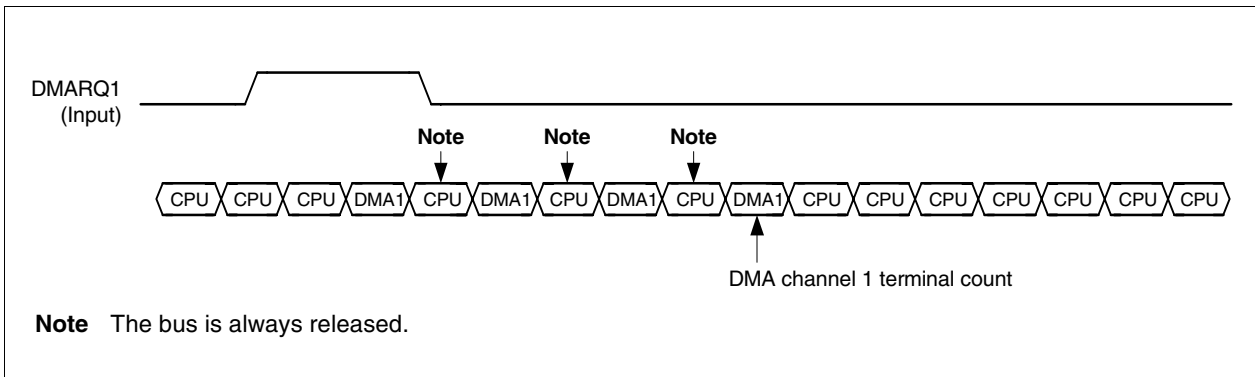 DMARQ1
(Input)
Note Note Note
CPU CPU CPU DMA1 CPU DMA1 CPU DMA1 CPU DMA1 CPU CPU CPU CPU CPU CPU CPU
DMA channel 1 terminal count
Note The bus is always released.